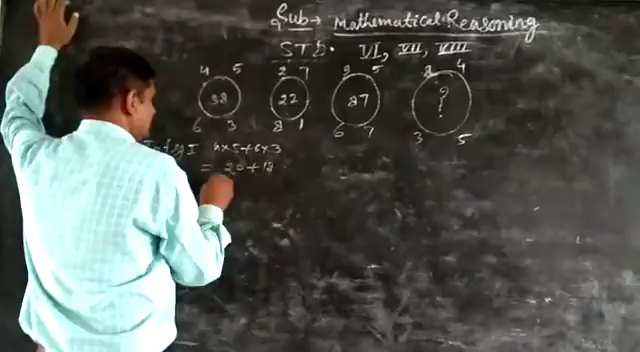 Sub → Mathematical Reasoning
STD. VI, VII, VIII
4 5 2 7 9 5 8 4
38 22 87 ?
6 3 8 1 6 7 3 5
I 4×5+6×3
= 20+18